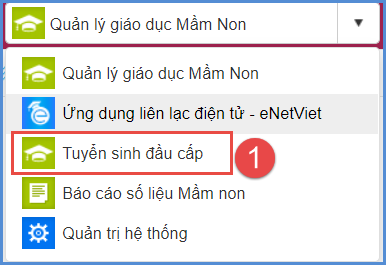 Quản lý giáo dục Mầm Non
Quản lý giáo dục Mầm Non
Ứng dụng liên lạc điện tử - eNetViet
Tuyển sinh đầu cấp
1
Báo cáo số liệu Mầm non
Quản trị hệ thống